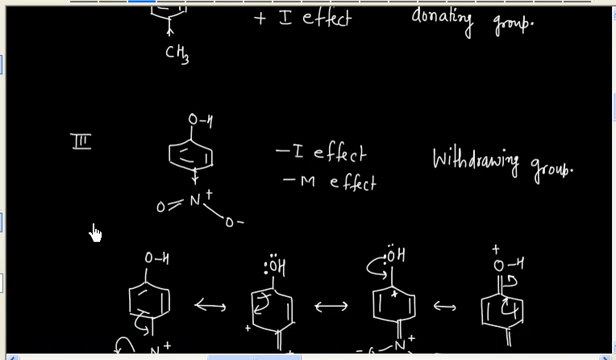 + I effect donating group.
CH3
O-H
III
-I effect Withdrawing group.
-M effect
N+
O= O-
O-H :ÖH :ÖH + O-H
+ + +
N+ + -O N+